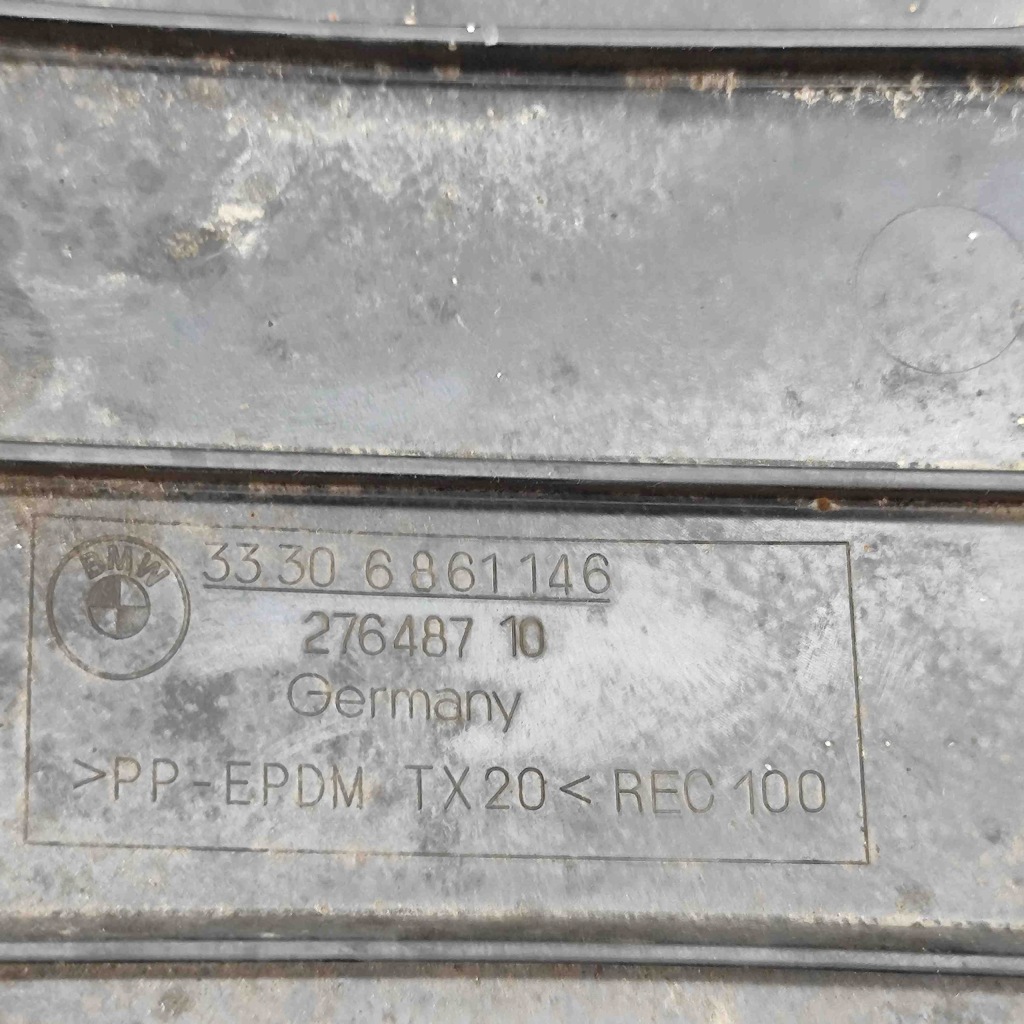 BMW
33 30 6 861 146
276487 10
Germany
>PP-EPDM TX20< REC 100